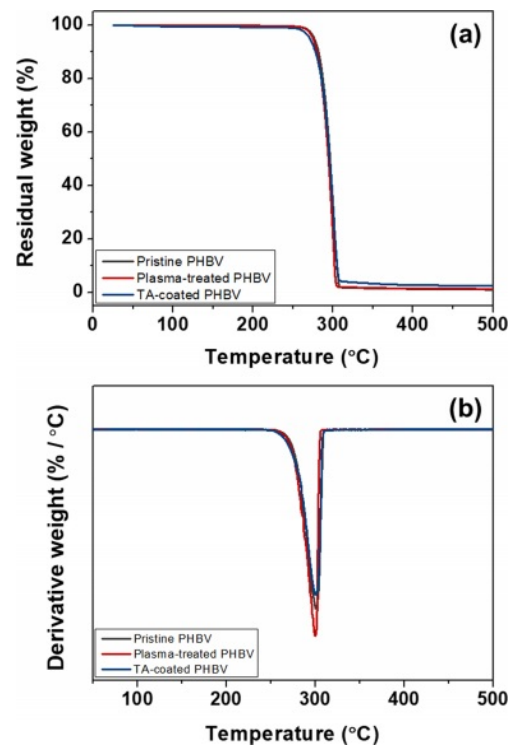 (a)
Residual weight (%)
100
80
60
40
20
0
Pristine PHBV
Plasma-treated PHBV
TA-coated PHBV
0 100 200 300 400 500
Temperature (°C)
(b)
Derivative weight (% / °C)
Pristine PHBV
Plasma-treated PHBV
TA-coated PHBV
100 200 300 400 500
Temperature (°C)